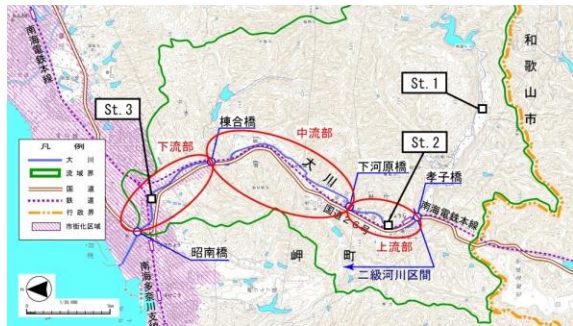 南海電鉄本線
和歌山市
St.1
St.3
棟合橋
中流部
下流部
大川
下河原橋
St.2
孝子橋
南海電鉄本線
国道26号
上流部
二級河川区間
昭南橋
岬町
南海多奈川支線
凡例
大川
流域界
国道
鉄道
行政界
市街化区域